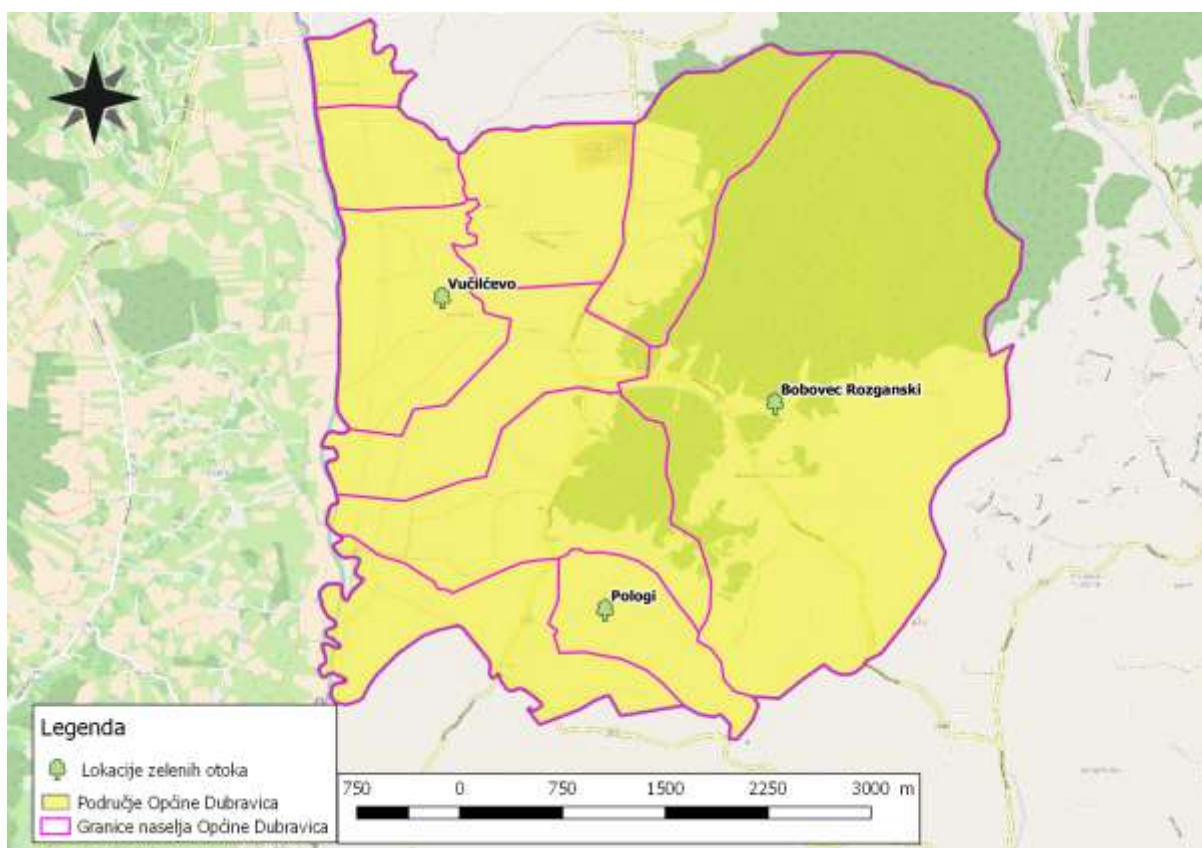 Vučilčevo
Bobovec Rozganski
Pologi
Legenda
Lokacije zelenih otoka
Područje Općine Dubravica
Granice naselja Općine Dubravica
750 0 750 1500 2250 3000 m